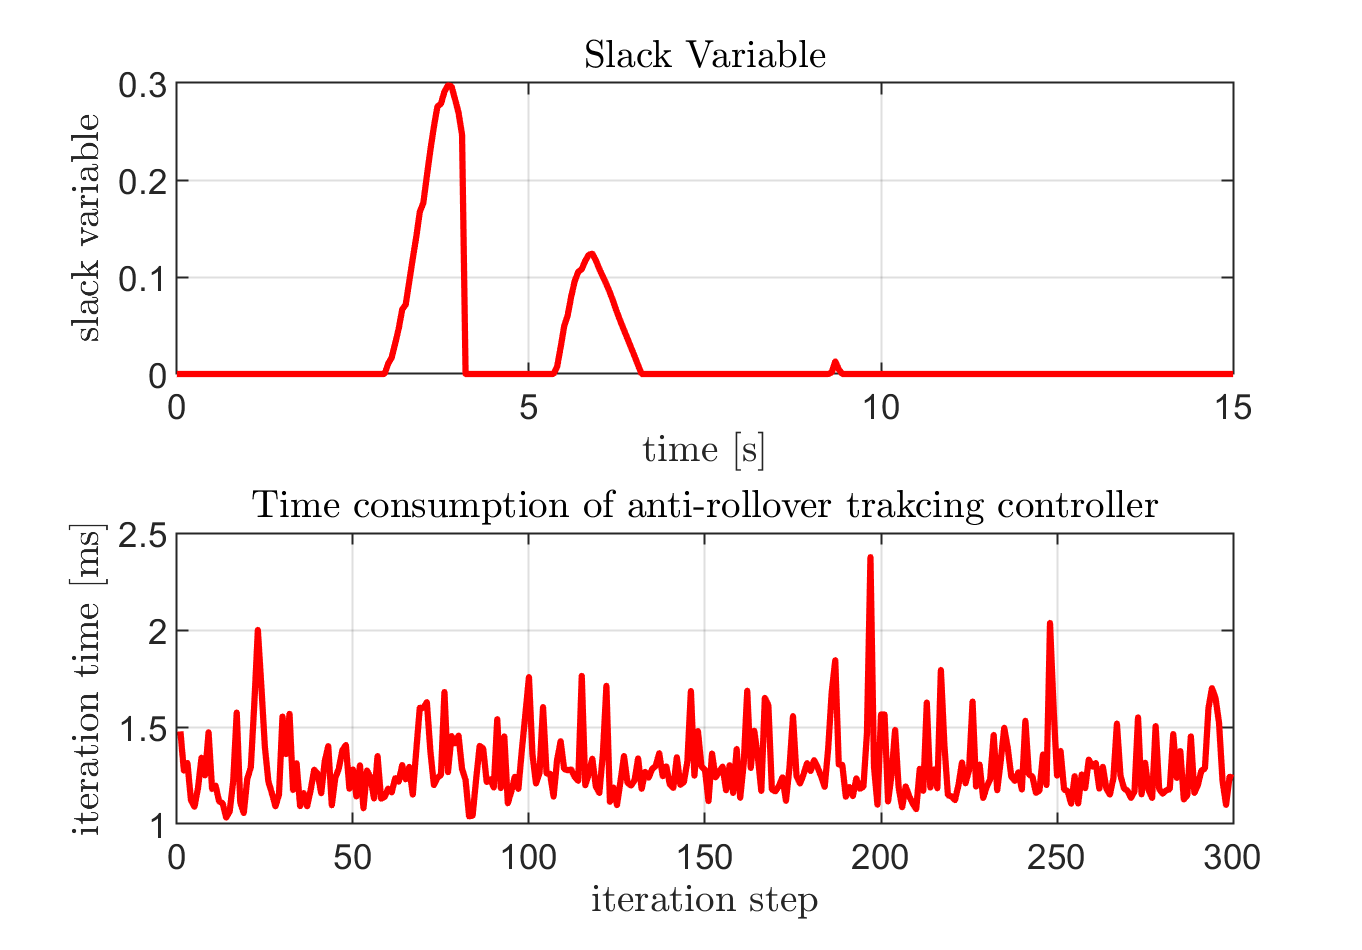 Slack Variable
slack variable
0.3
0.2
0.1
0
0 5 10 15
time [s]
Time consumption of anti-rollover trakcing controller
iteration time [ms]
2.5
2
1.5
1
0 50 100 150 200 250 300
iteration step